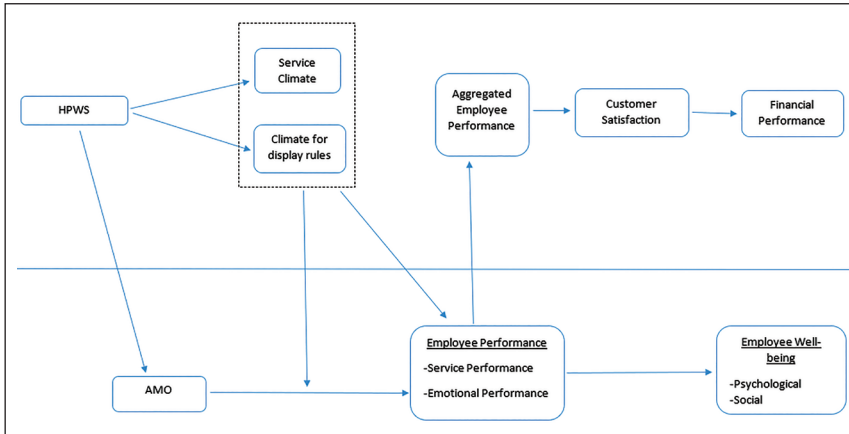 Service
Climate
HPWS
Climate for
display rules
Aggregated
Employee
Performance
Customer
Satisfaction
Financial
Performance
AMO
Employee Performance
-Service Performance
-Emotional Performance
Employee Well-
being
-Psychological
-Social